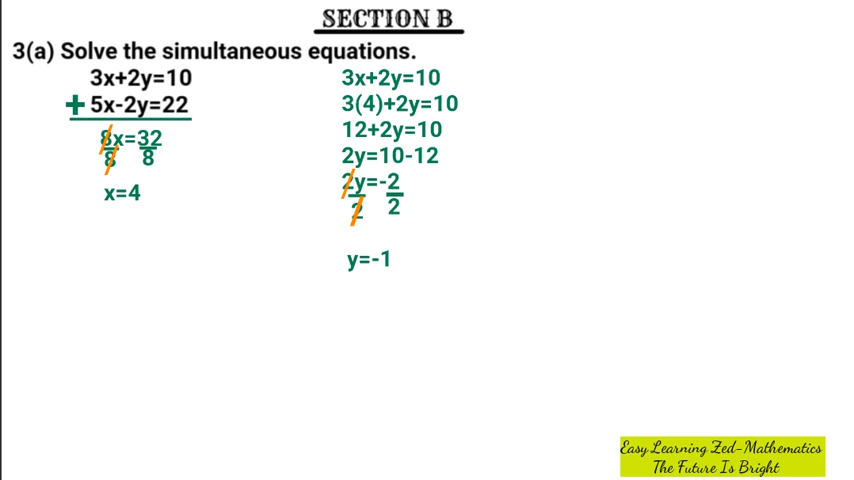 SECTION B
3(a) Solve the simultaneous equations.
3x+2y=10
+ 5x-2y=22
8x=32
8 8
x=4
3x+2y=10
3(4)+2y=10
12+2y=10
2y=10-12
2y=-2
2 2
y=-1
Easy Learning Zed-Mathematics
The Future Is Bright